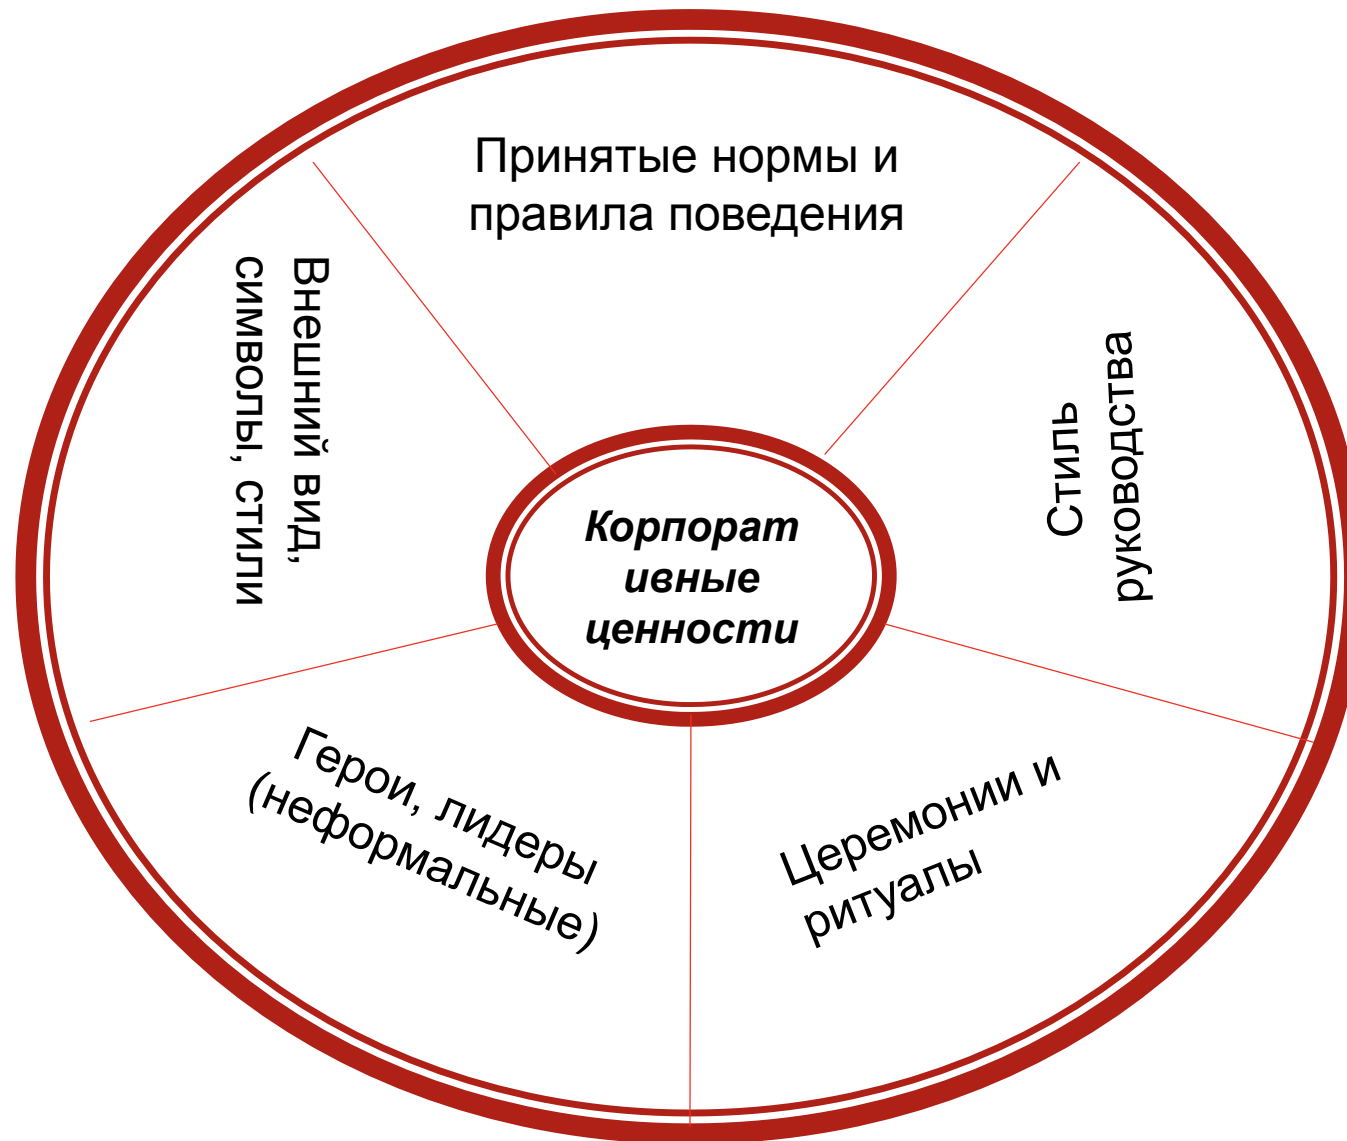 Принятые нормы и
правила поведения
Внешний вид,
символы, стили
Стиль
руководства
Корпорат
ивные
ценности
Герои, лидеры
(неформальные)
Церемонии и
ритуалы